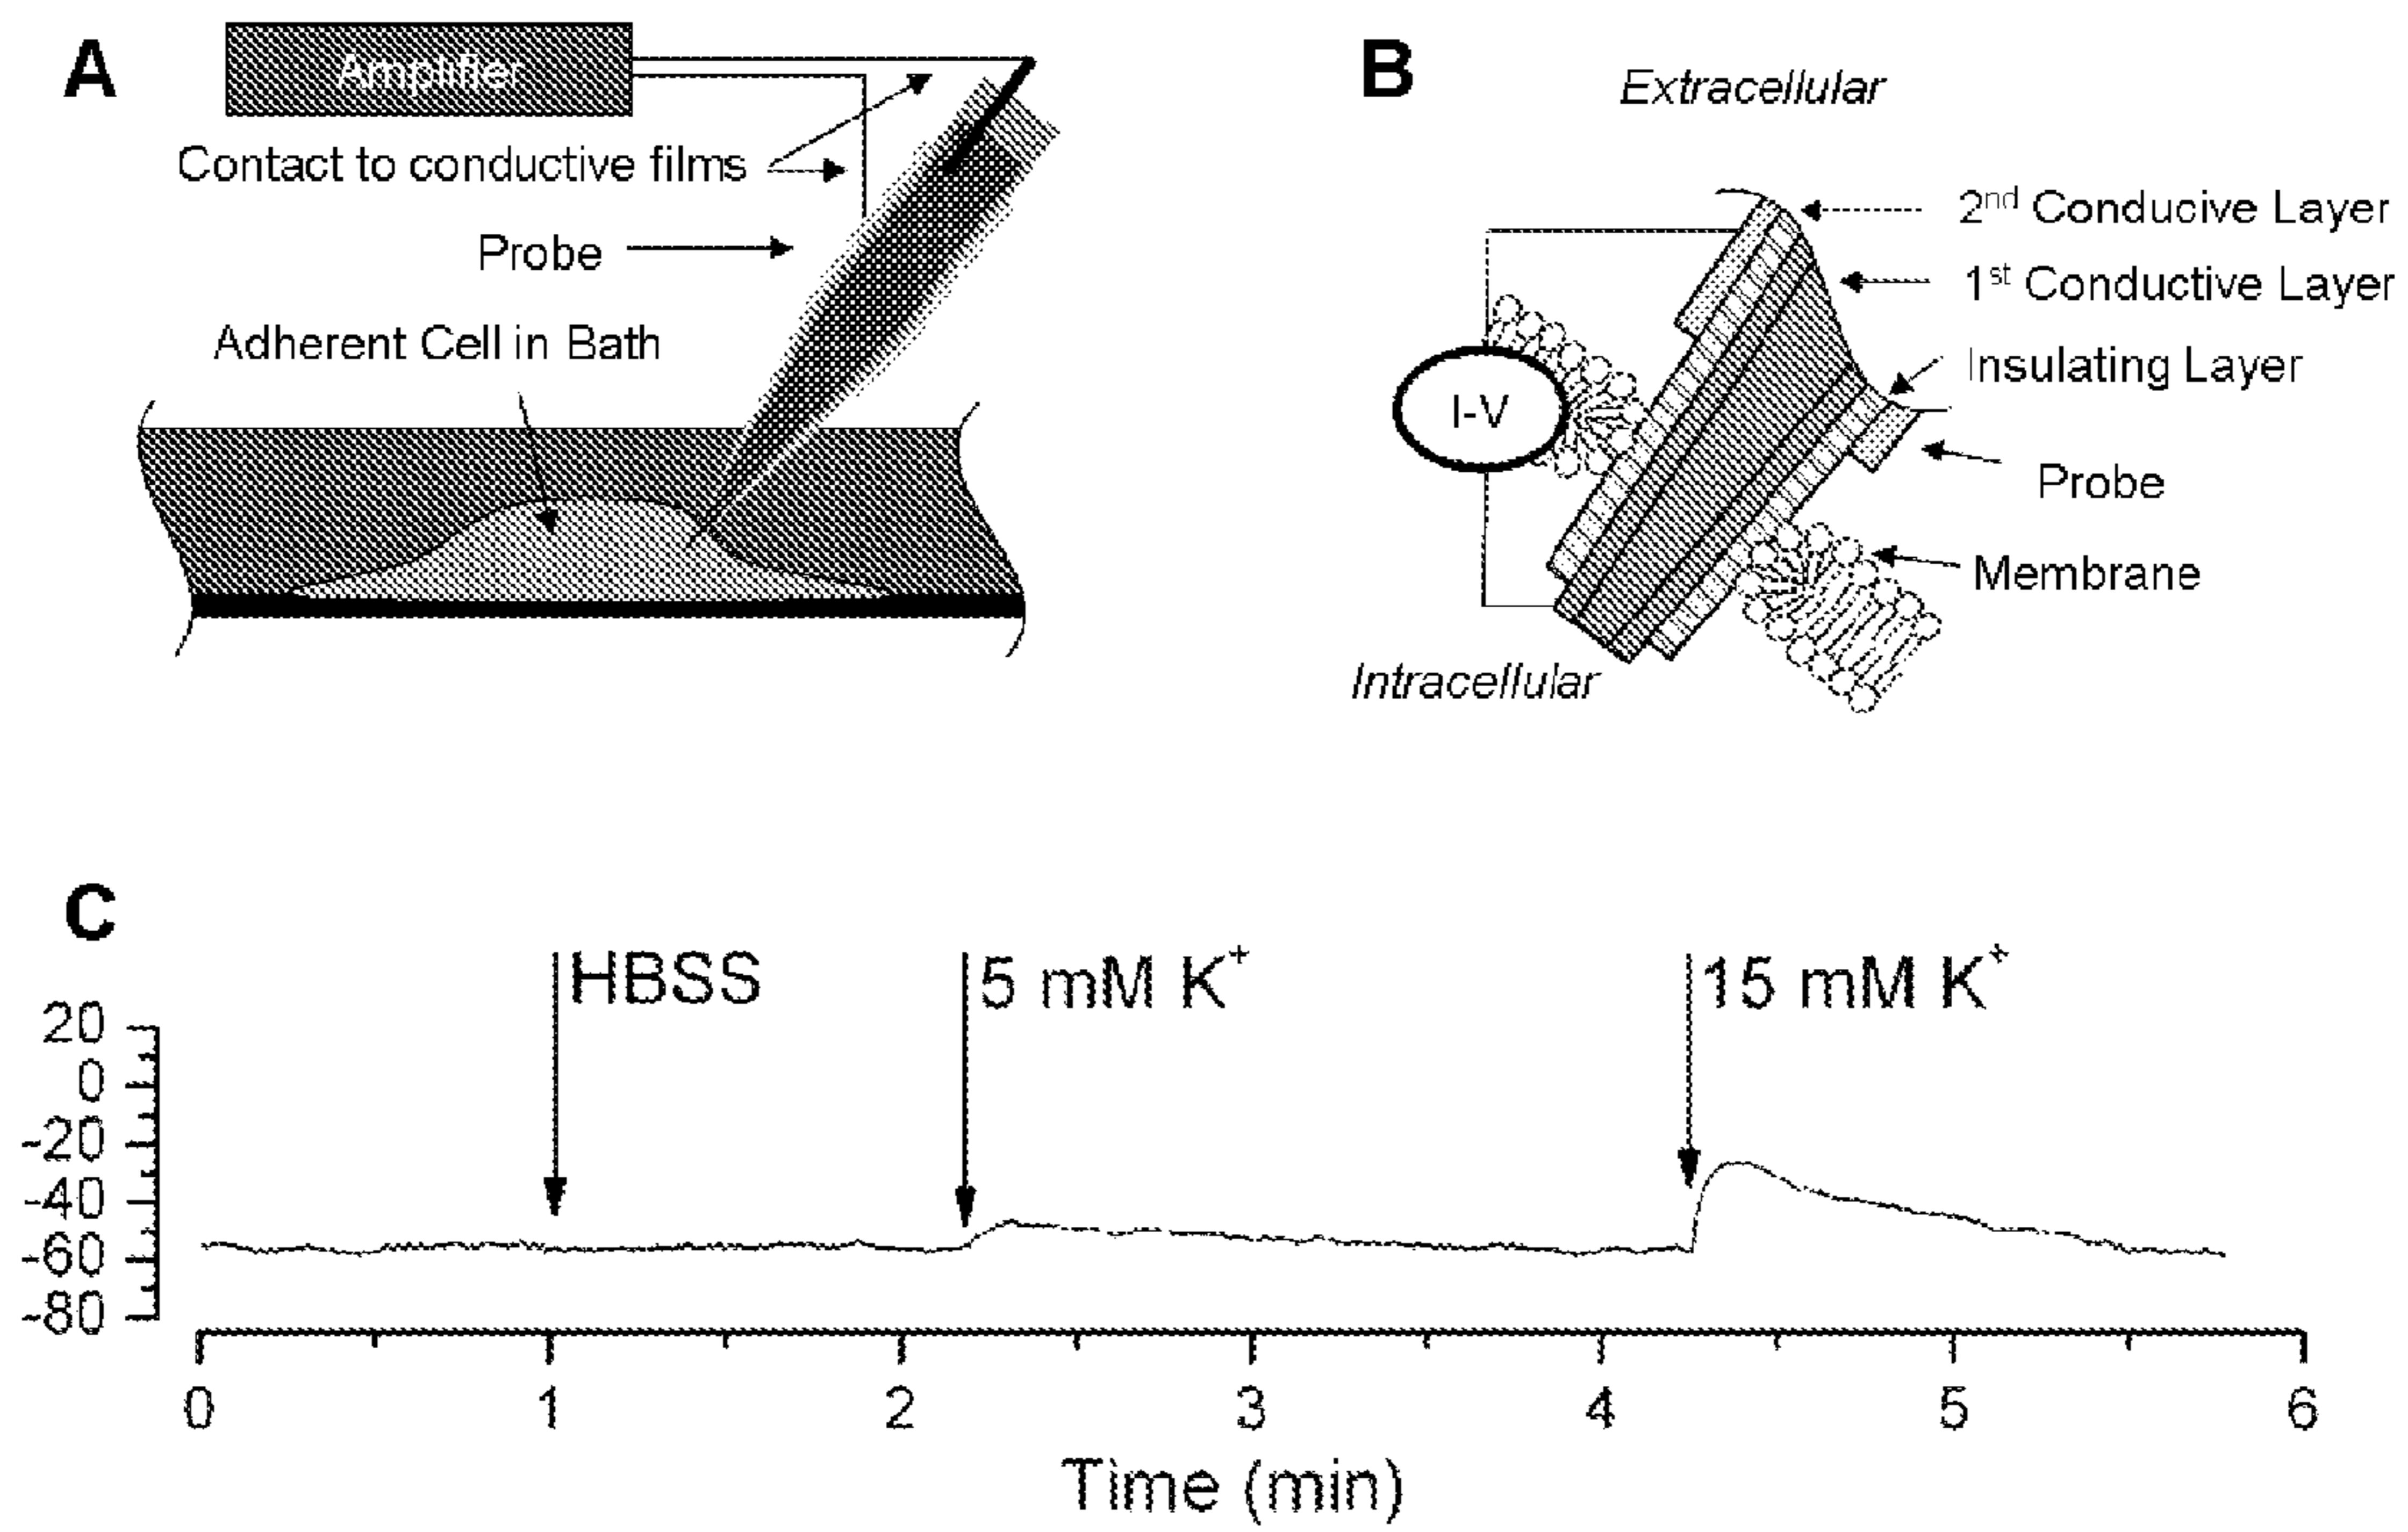 A
Amplifier
Contact to conductive films
Probe
Adherent Cell in Bath
B
Extracellular
2nd Conducive Layer
1st Conductive Layer
Insulating Layer
I-V
Probe
Membrane
Intracellular
C
HBSS
5 mM K+
15 mM K+
20
0
-20
-40
-60
-80
0 1 2 3 4 5 6
Time (min)